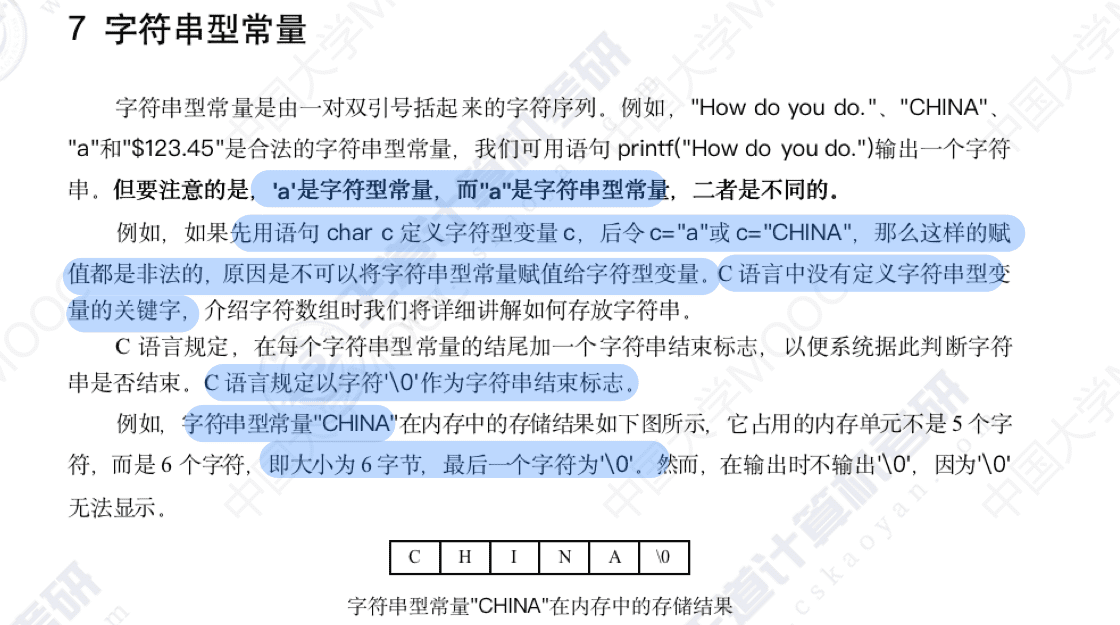 7 字符串型常量
字符串型常量是由一对双引号括起来的字符序列。例如，"How do you do."、"CHINA"、
"a"和"$123.45"是合法的字符串型常量，我们可用语句 printf("How do you do.")输出一个字符
串。但要注意的是，'a'是字符型常量，而"a"是字符串型常量，二者是不同的。
例如，如果先用语句 char c 定义字符型变量 c，后令 c="a"或 c="CHINA"，那么这样的赋
值都是非法的，原因是不可以将字符串型常量赋值给字符型变量。C 语言中没有定义字符串型变
量的关键字，介绍字符数组时我们将详细讲解如何存放字符串。
C 语言规定，在每个字符串型常量的结尾加一个字符串结束标志，以便系统据此判断字符
串是否结束。C 语言规定以字符'\0'作为字符串结束标志。
例如，字符串型常量"CHINA"在内存中的存储结果如下图所示，它占用的内存单元不是 5 个字
符，而是 6 个字符，即大小为 6 字节，最后一个字符为'\0'。然而，在输出时不输出'\0'，因为'\0'
无法显示。
C H I N A \0
字符串型常量"CHINA"在内存中的存储结果